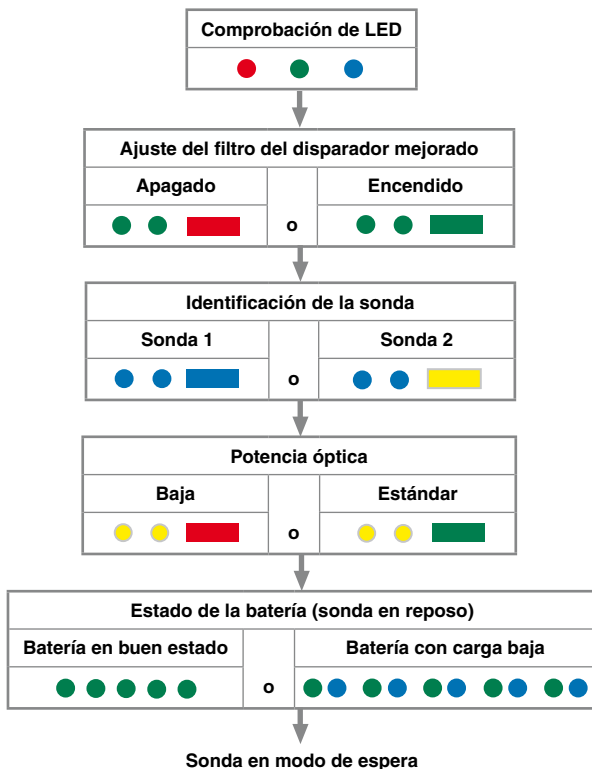 Comprobación de LED
Ajuste del filtro del disparador mejorado
Apagado
o
Encendido
Identificación de la sonda
Sonda 1
o
Sonda 2
Potencia óptica
Baja
o
Estándar
Estado de la batería (sonda en reposo)
Batería en buen estado
o
Batería con carga baja
Sonda en modo de espera